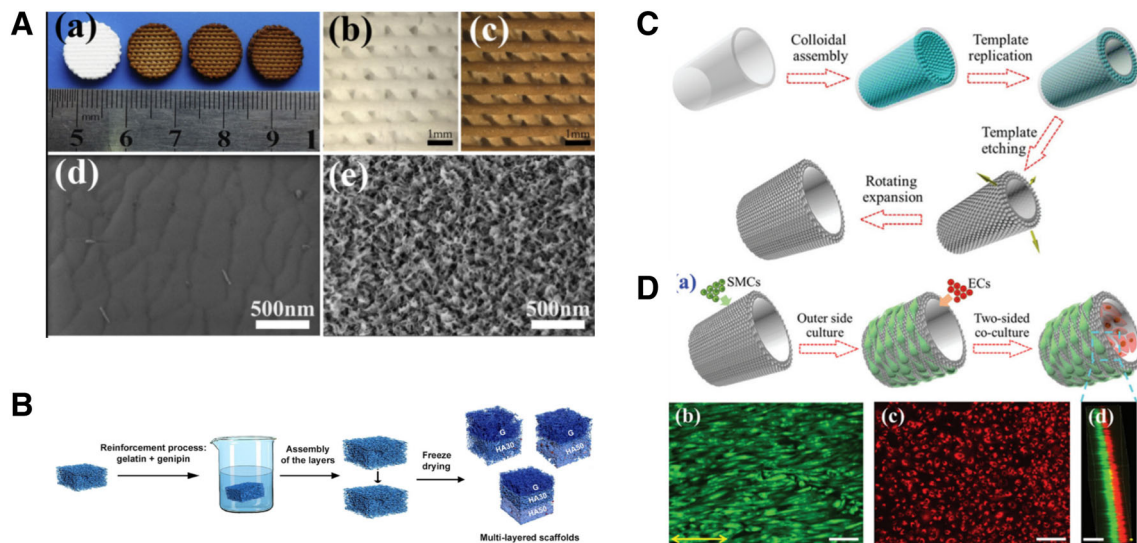 A
(a)
mm
5 6 7 8 9 1
(b)
1mm
(c)
1mm
(d)
500nm
(e)
500nm
B
Reinforcement process:
gelatin + genipin
Assembly
of the layers
Freeze
drying
G
HA30
G
HA50
G
HA30
HA50
Multi-layered scaffolds
C
Colloidal
assembly
Template
replication
Template
etching
Rotating
expansion
D
a)
SMCs
ECs
Outer side
culture
Two-sided
co-culture
(b)
(c)
(d)